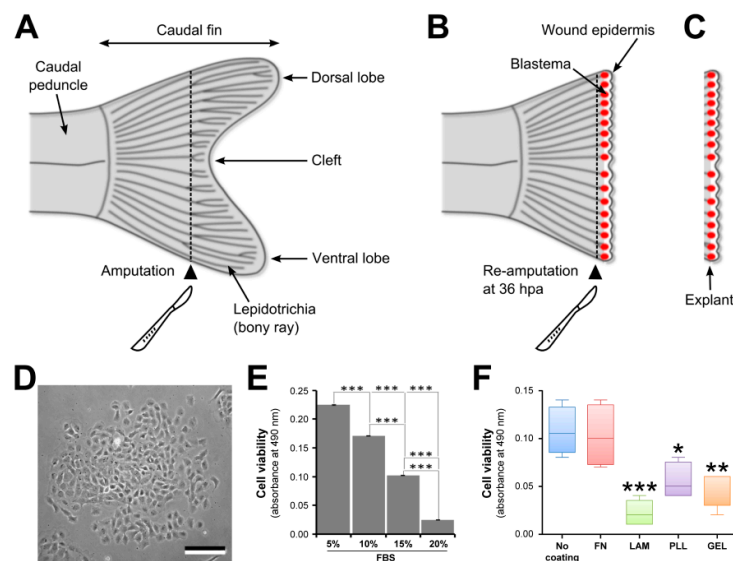 A
Caudal fin
Caudal
peduncle
Dorsal lobe
Cleft
Ventral lobe
Amputation
Lepidotrichia
(bony ray)
B
Wound epidermis
Blastema
Re-amputation
at 36 hpa
C
Explant
D
E
Cell viability
(absorbance at 490 nm)
0.25
0.20
0.15
0.10
0.05
0.00
*** *** ***
***
***
***
5% 10% 15% 20%
FBS
F
Cell viability
(absorbance at 490 nm)
0.15
0.10
0.05
0.00
***
*
**
No
coating
FN LAM PLL GEL